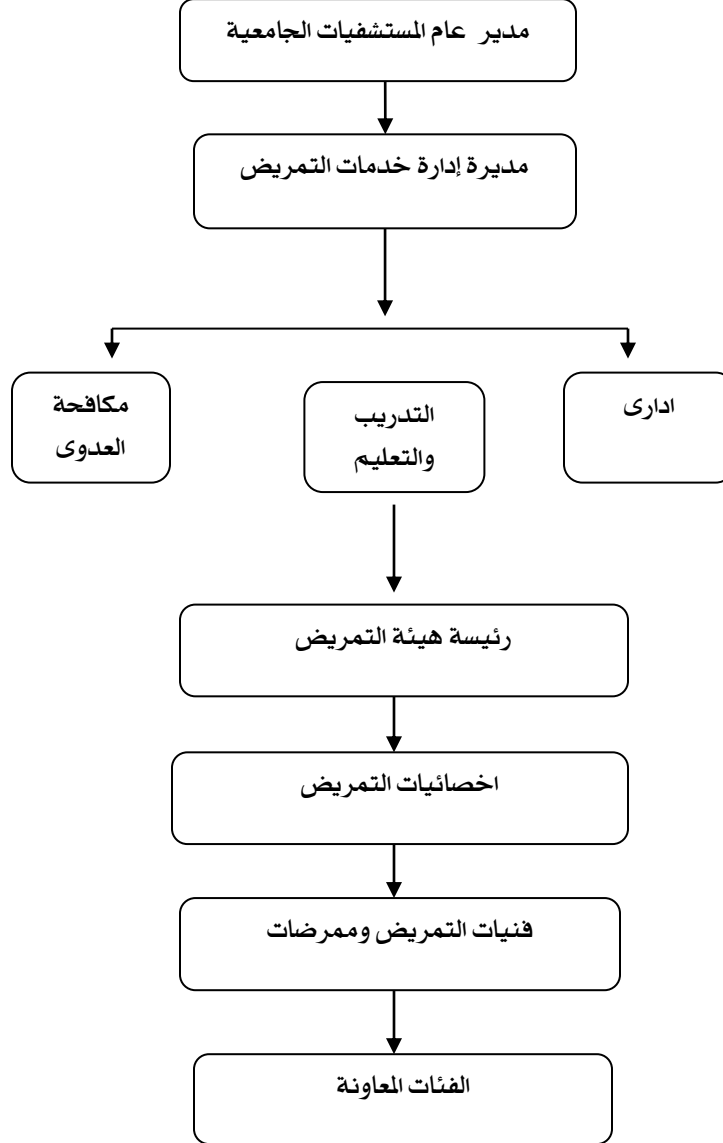 مدير عام المستشفيات الجامعية
مديرة إدارة خدمات التمريض
ادارى
التدريب
والتعليم
مكافحة
العدوى
رئيسة هيئة التمريض
اخصائيات التمريض
فنيات التمريض وممرضات
الفئات المعاونة